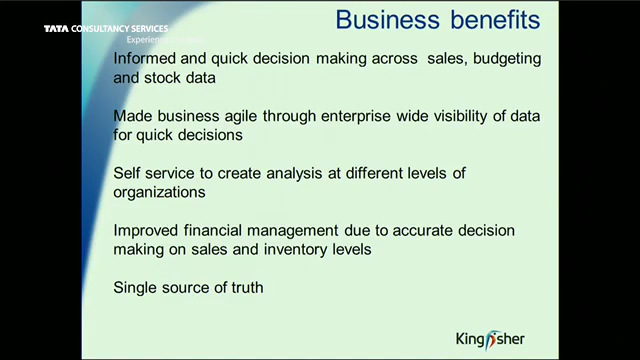 Business benefits
TATA CONSULTANCY SERVICES
Informed and quick decision making across sales, budgeting
and stock data
Made business agile through enterprise wide visibility of data
for quick decisions
Self service to create analysis at different levels of
organizations
Improved financial management due to accurate decision
making on sales and inventory levels
Single source of truth
Kingfisher